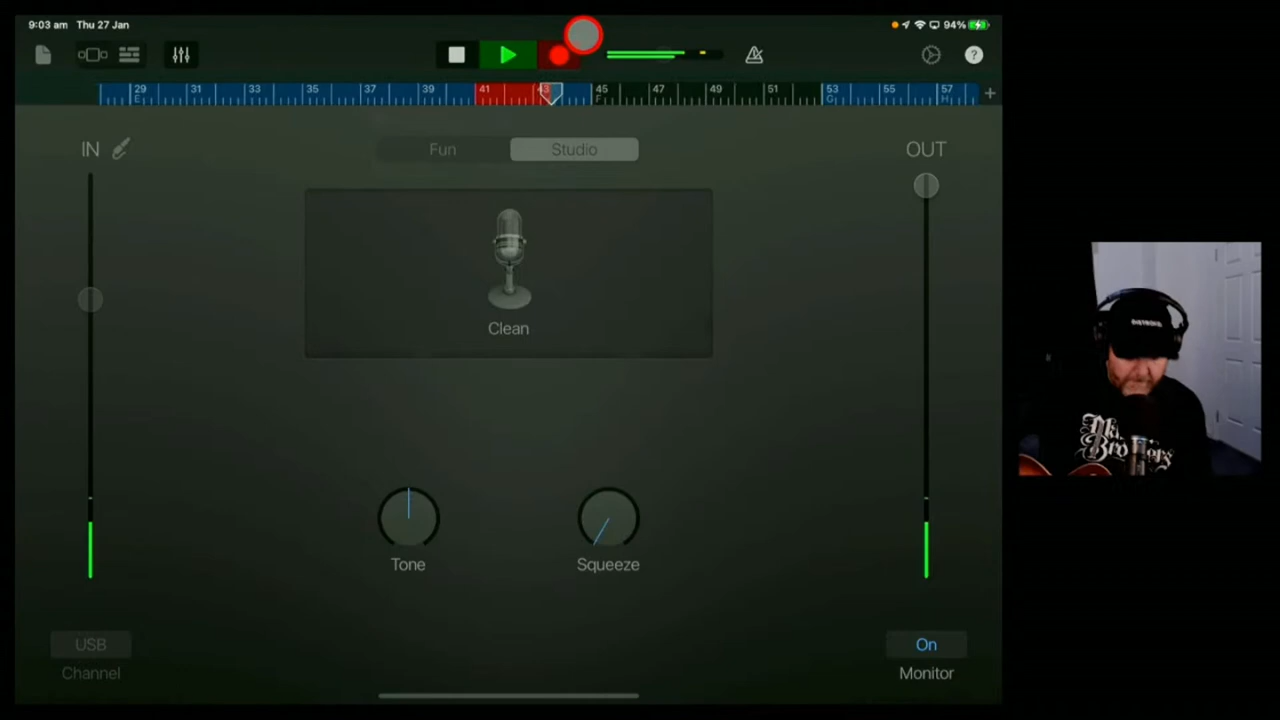 9:03 am Thu 27 Jan
94%
?
29 31 33 35 37 39 41 43 45 47 49 51 53 55 57 +
E F G H
IN Fun Studio OUT
Clean
Tone Squeeze
USB On
Channel Monitor